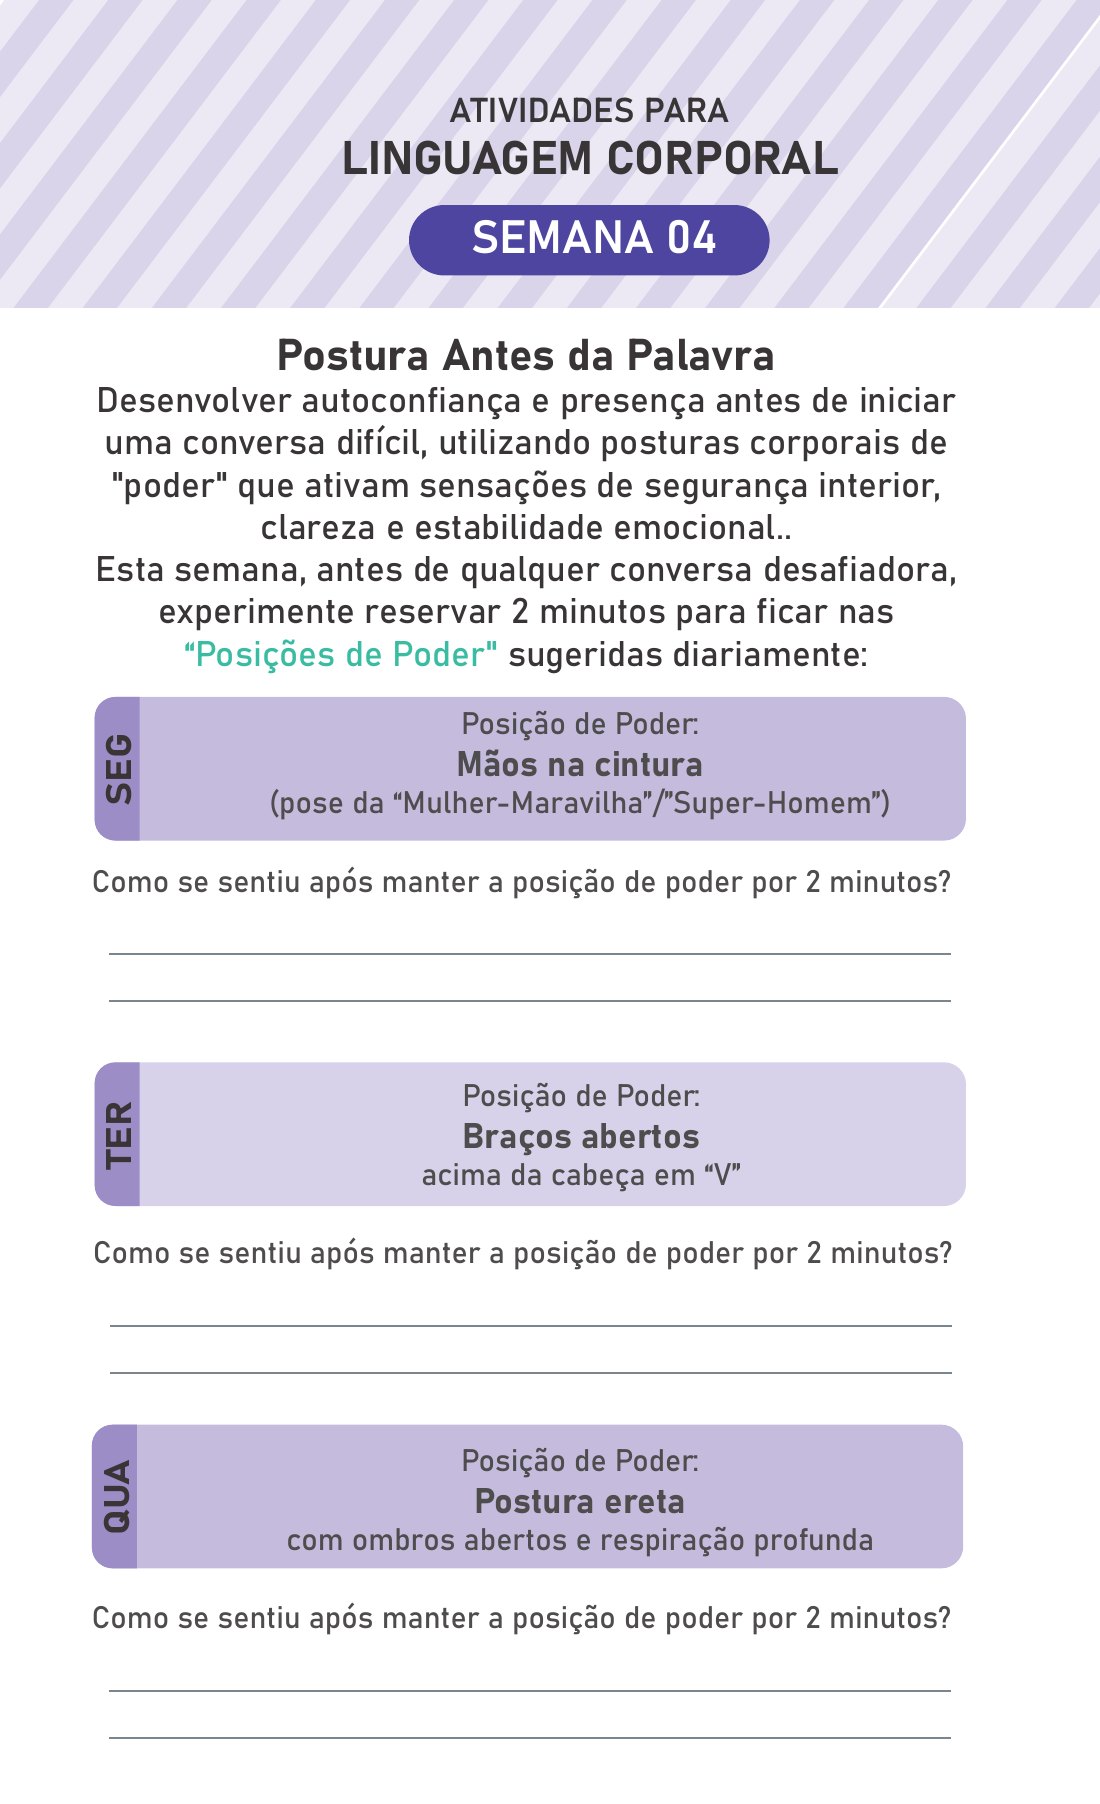 ATIVIDADES PARA
LINGUAGEM CORPORAL
SEMANA 04
Postura Antes da Palavra
Desenvolver autoconfiança e presença antes de iniciar
uma conversa difícil, utilizando posturas corporais de
"poder" que ativam sensações de segurança interior,
clareza e estabilidade emocional..
Esta semana, antes de qualquer conversa desafiadora,
experimente reservar 2 minutos para ficar nas
“Posições de Poder" sugeridas diariamente:
SEG
Posição de Poder:
Mãos na cintura
(pose da “Mulher-Maravilha”/”Super-Homem”)
Como se sentiu após manter a posição de poder por 2 minutos?
TER
Posição de Poder:
Braços abertos
acima da cabeça em “V”
Como se sentiu após manter a posição de poder por 2 minutos?
QUA
Posição de Poder:
Postura ereta
com ombros abertos e respiração profunda
Como se sentiu após manter a posição de poder por 2 minutos?